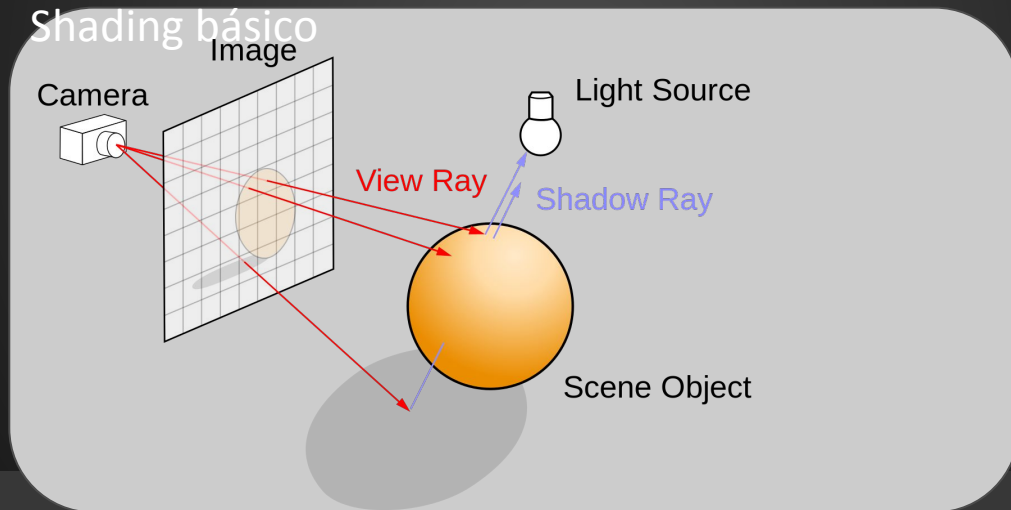 Shading básico
Image
Camera
Light Source
View Ray
Shadow Ray
Scene Object